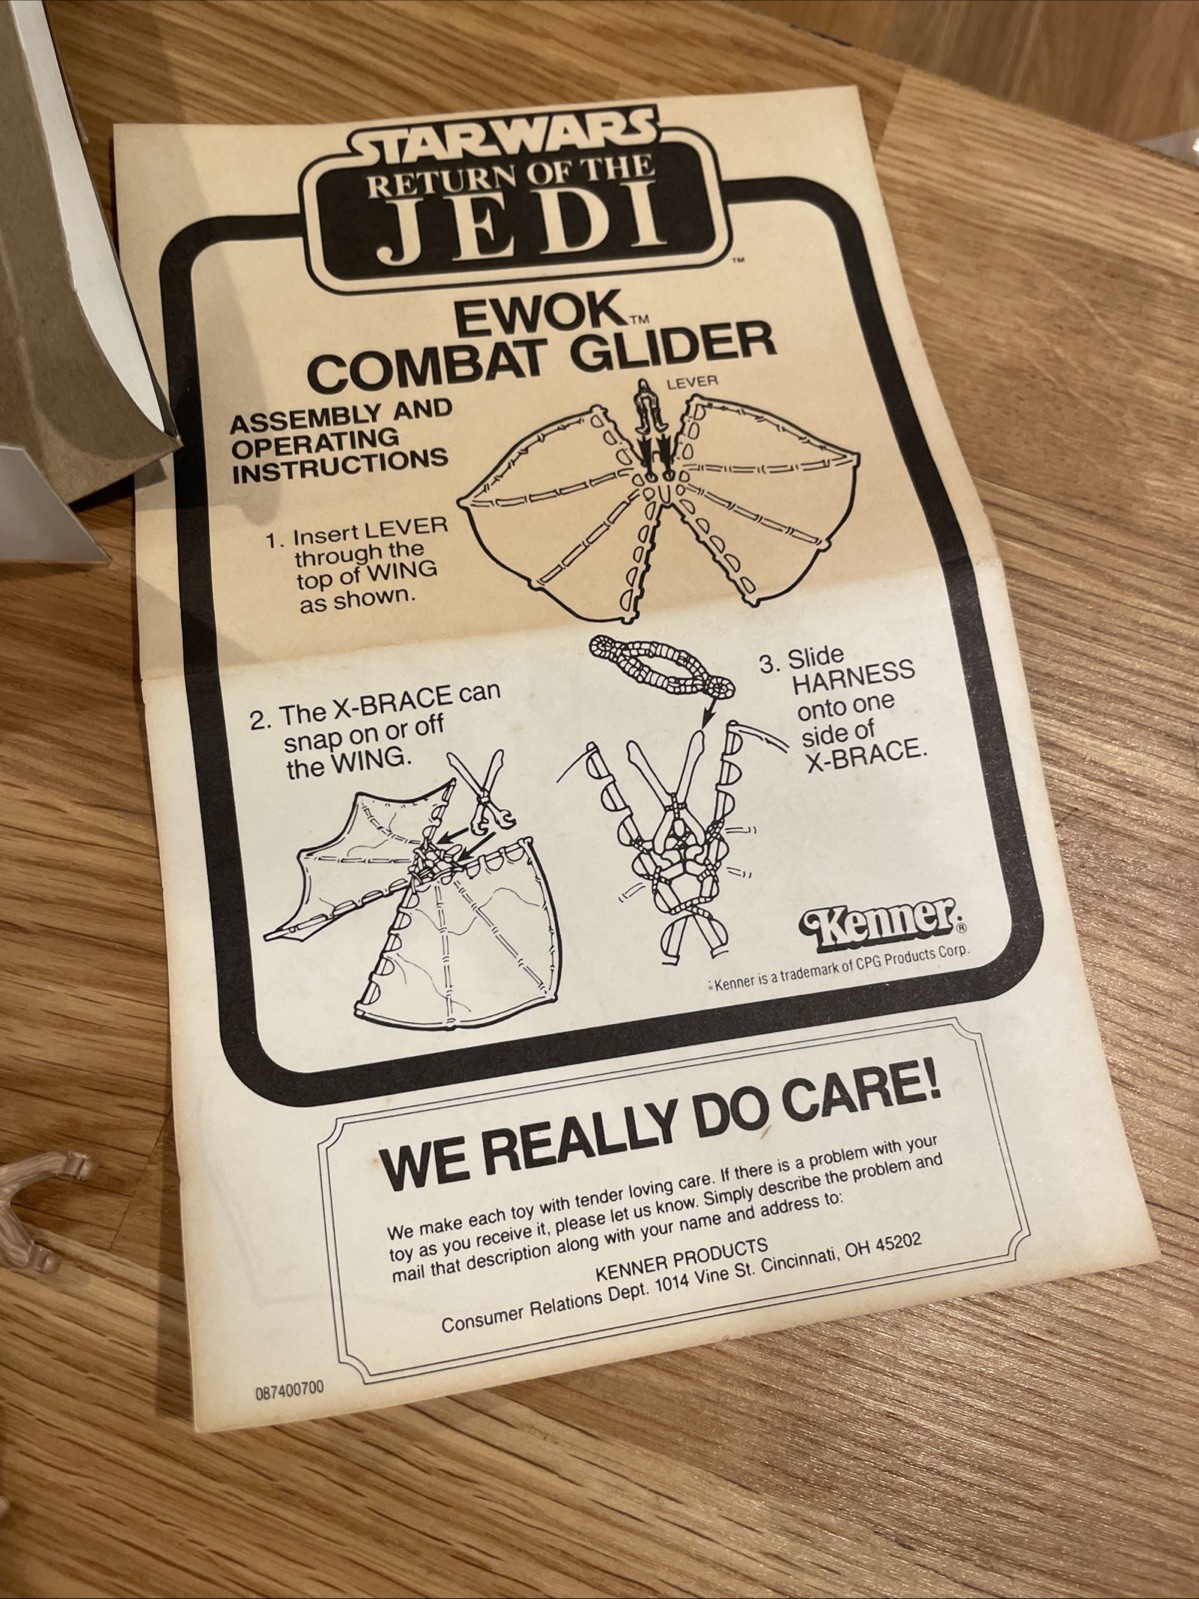 STAR WARS
RETURN OF THE
JEDI
™
EWOK™
COMBAT GLIDER
ASSEMBLY AND
OPERATING
INSTRUCTIONS
LEVER
1. Insert LEVER
through the
top of WING
as shown.
2. The X-BRACE can
snap on or off
the WING.
3. Slide
HARNESS
onto one
side of
X-BRACE.
Kenner®
Kenner is a trademark of CPG Products Corp.
WE REALLY DO CARE!
We make each toy with tender loving care. If there is a problem with your
toy as you receive it, please let us know. Simply describe the problem and
mail that description along with your name and address to:
KENNER PRODUCTS
Consumer Relations Dept. 1014 Vine St. Cincinnati, OH 45202
087400700